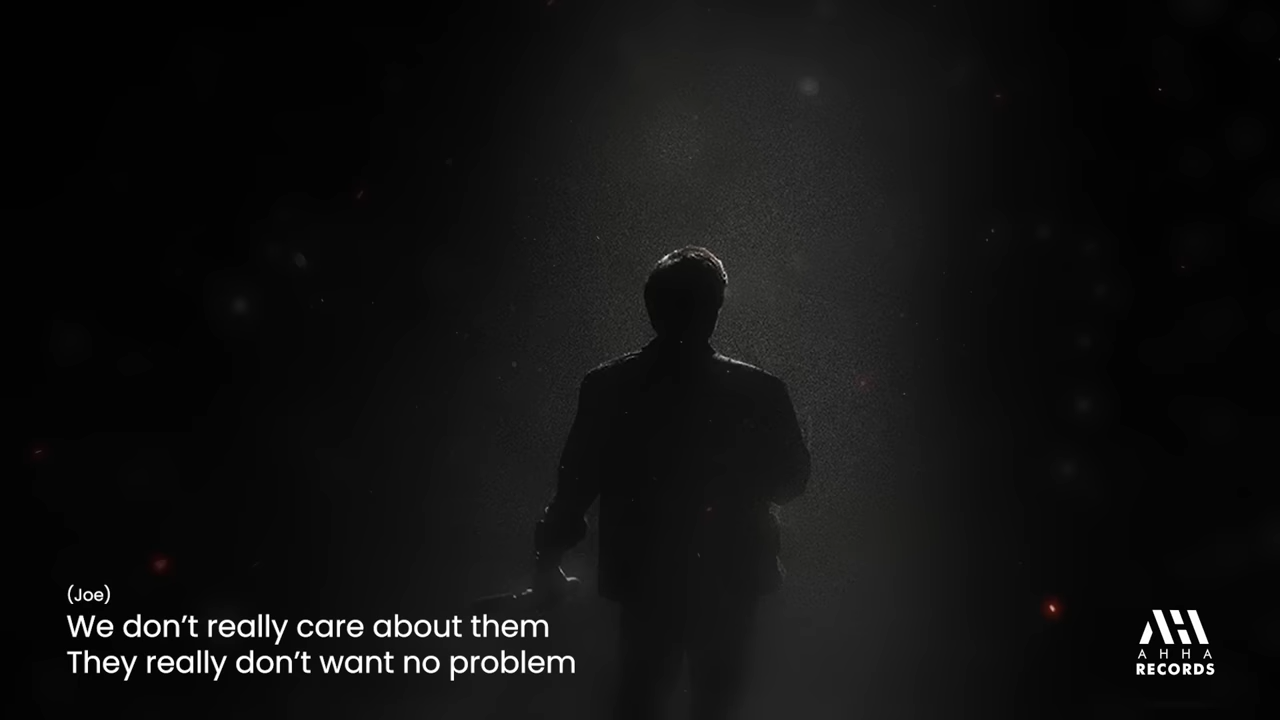 (Joe)
We don't really care about them
They really don't want no problem
AHHA
RECORDS